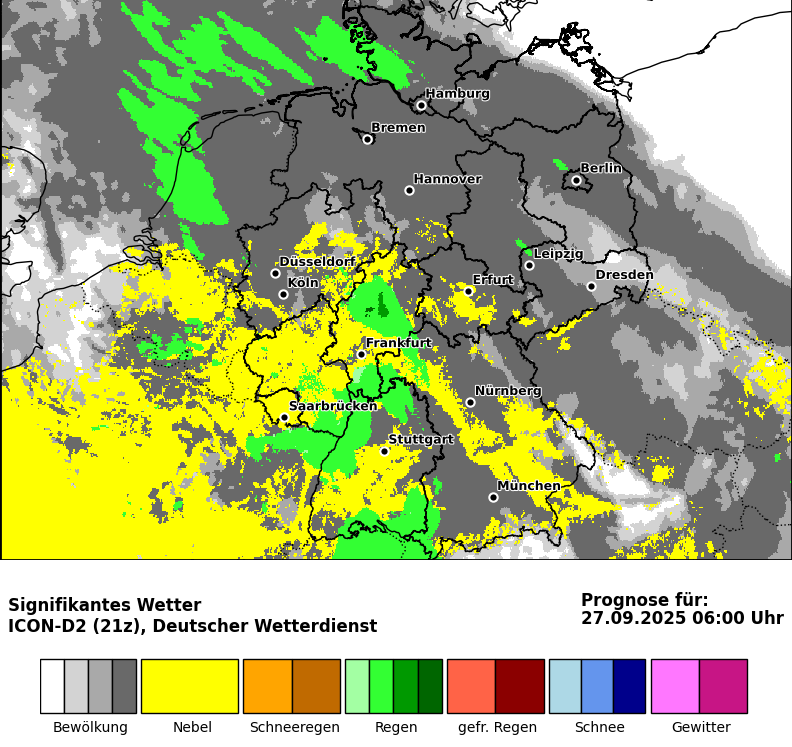 Hamburg
Bremen
Berlin
Hannover
Leipzig
Düsseldorf
Dresden
Köln
Erfurt
Frankfurt
Nürnberg
Saarbrücken
Stuttgart
München
Signifikantes Wetter
ICON-D2 (21z), Deutscher Wetterdienst
Prognose für:
27.09.2025 06:00 Uhr
Bewölkung
Nebel
Schneeregen
Regen
gefr. Regen
Schnee
Gewitter